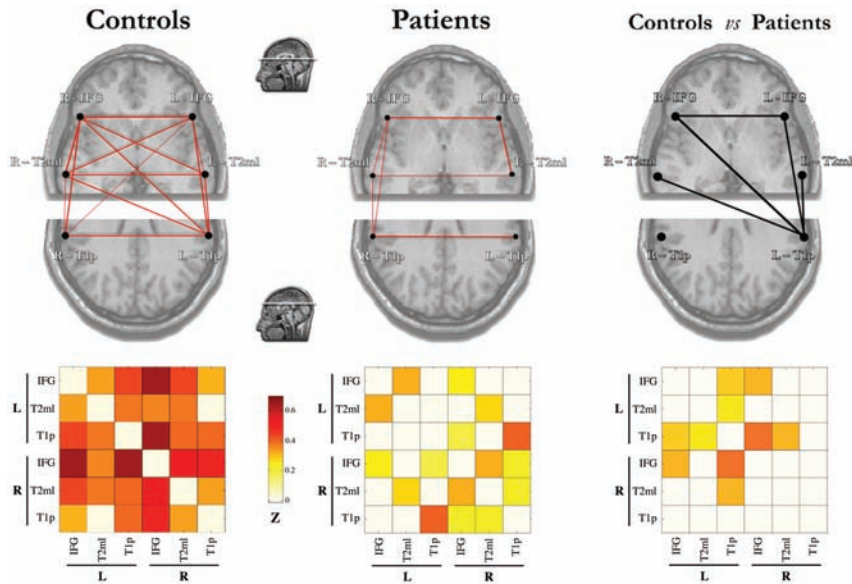 Controls
Patients
Controls vs Patients
R - IFG
L - IFG
R - IFG
L - IFG
R - IFG
L - IFG
R - T2ml
L - T2ml
R - T2ml
L - T2ml
R - T2ml
L - T2ml
R - T1p
L - T1p
R - T1p
L - T1p
R - T1p
L - T1p
L
IFG
T2ml
T1p
R
IFG
T2ml
T1p
IFG
T2ml
T1p
IFG
T2ml
T1p
L
R
0.6
0.4
0.2
0
Z
L
IFG
T2ml
T1p
R
IFG
T2ml
T1p
IFG
T2ml
T1p
IFG
T2ml
T1p
L
R
L
IFG
T2ml
T1p
R
IFG
T2ml
T1p
IFG
T2ml
T1p
IFG
T2ml
T1p
L
R